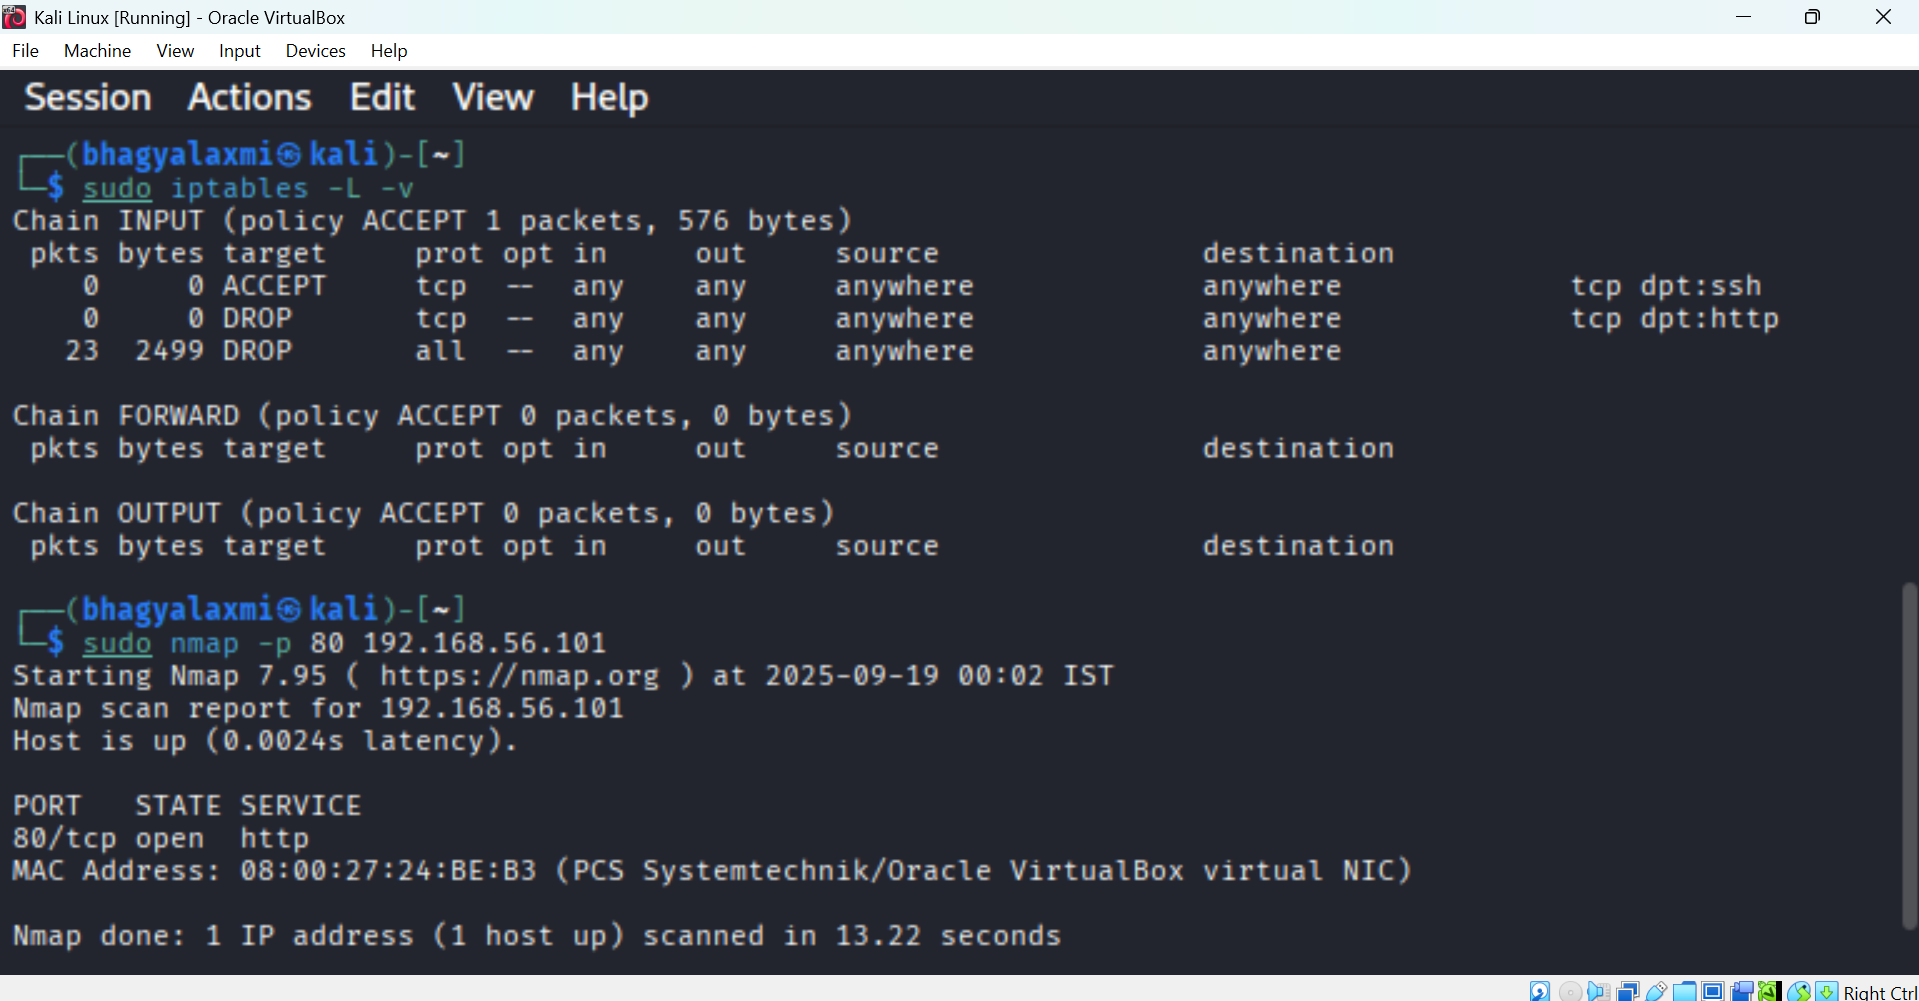 Kali Linux [Running] - Oracle VirtualBox
File Machine View Input Devices Help
Session Actions Edit View Help
┌──(bhagyalaxmi㉿kali)-[~]
└─$ sudo iptables -L -v
Chain INPUT (policy ACCEPT 1 packets, 576 bytes)
 pkts bytes target     prot opt in     out     source               destination
    0     0 ACCEPT     tcp  --  any    any     anywhere             anywhere             tcp dpt:ssh
    0     0 DROP       tcp  --  any    any     anywhere             anywhere             tcp dpt:http
   23  2499 DROP       all  --  any    any     anywhere             anywhere
Chain FORWARD (policy ACCEPT 0 packets, 0 bytes)
 pkts bytes target     prot opt in     out     source               destination
Chain OUTPUT (policy ACCEPT 0 packets, 0 bytes)
 pkts bytes target     prot opt in     out     source               destination
┌──(bhagyalaxmi㉿kali)-[~]
└─$ sudo nmap -p 80 192.168.56.101
Starting Nmap 7.95 ( https://nmap.org ) at 2025-09-19 00:02 IST
Nmap scan report for 192.168.56.101
Host is up (0.0024s latency).
PORT   STATE SERVICE
80/tcp open  http
MAC Address: 08:00:27:24:BE:B3 (PCS Systemtechnik/Oracle VirtualBox virtual NIC)
Nmap done: 1 IP address (1 host up) scanned in 13.22 seconds
Right Ctrl